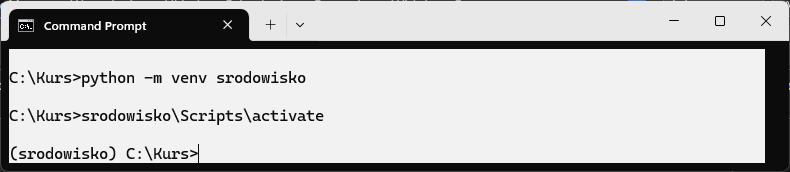 Command Prompt
C:\Kurs>python -m venv srodowisko
C:\Kurs>srodowisko\Scripts\activate
(srodowisko) C:\Kurs>